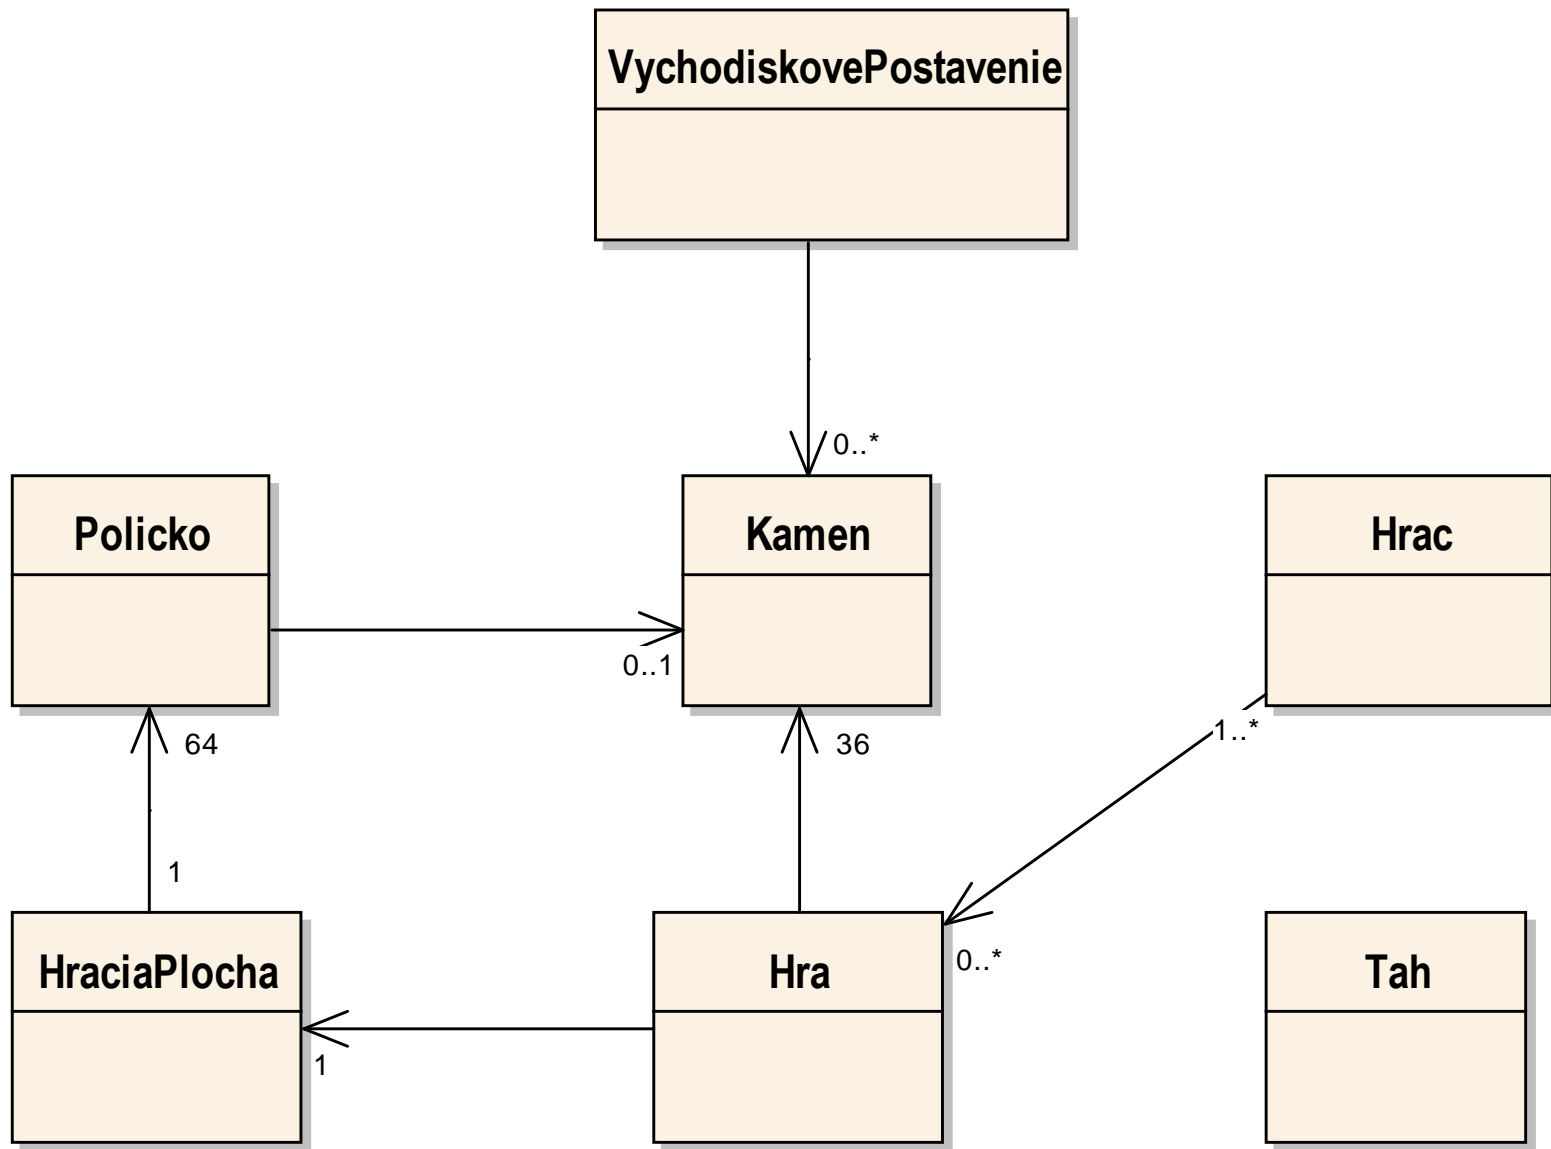 VychodiskovePostavenie
0..*
Policko
Kamen
Hrac
0..1
64
36
1..*
1
HraciaPlocha
Hra
0..*
Tah
1